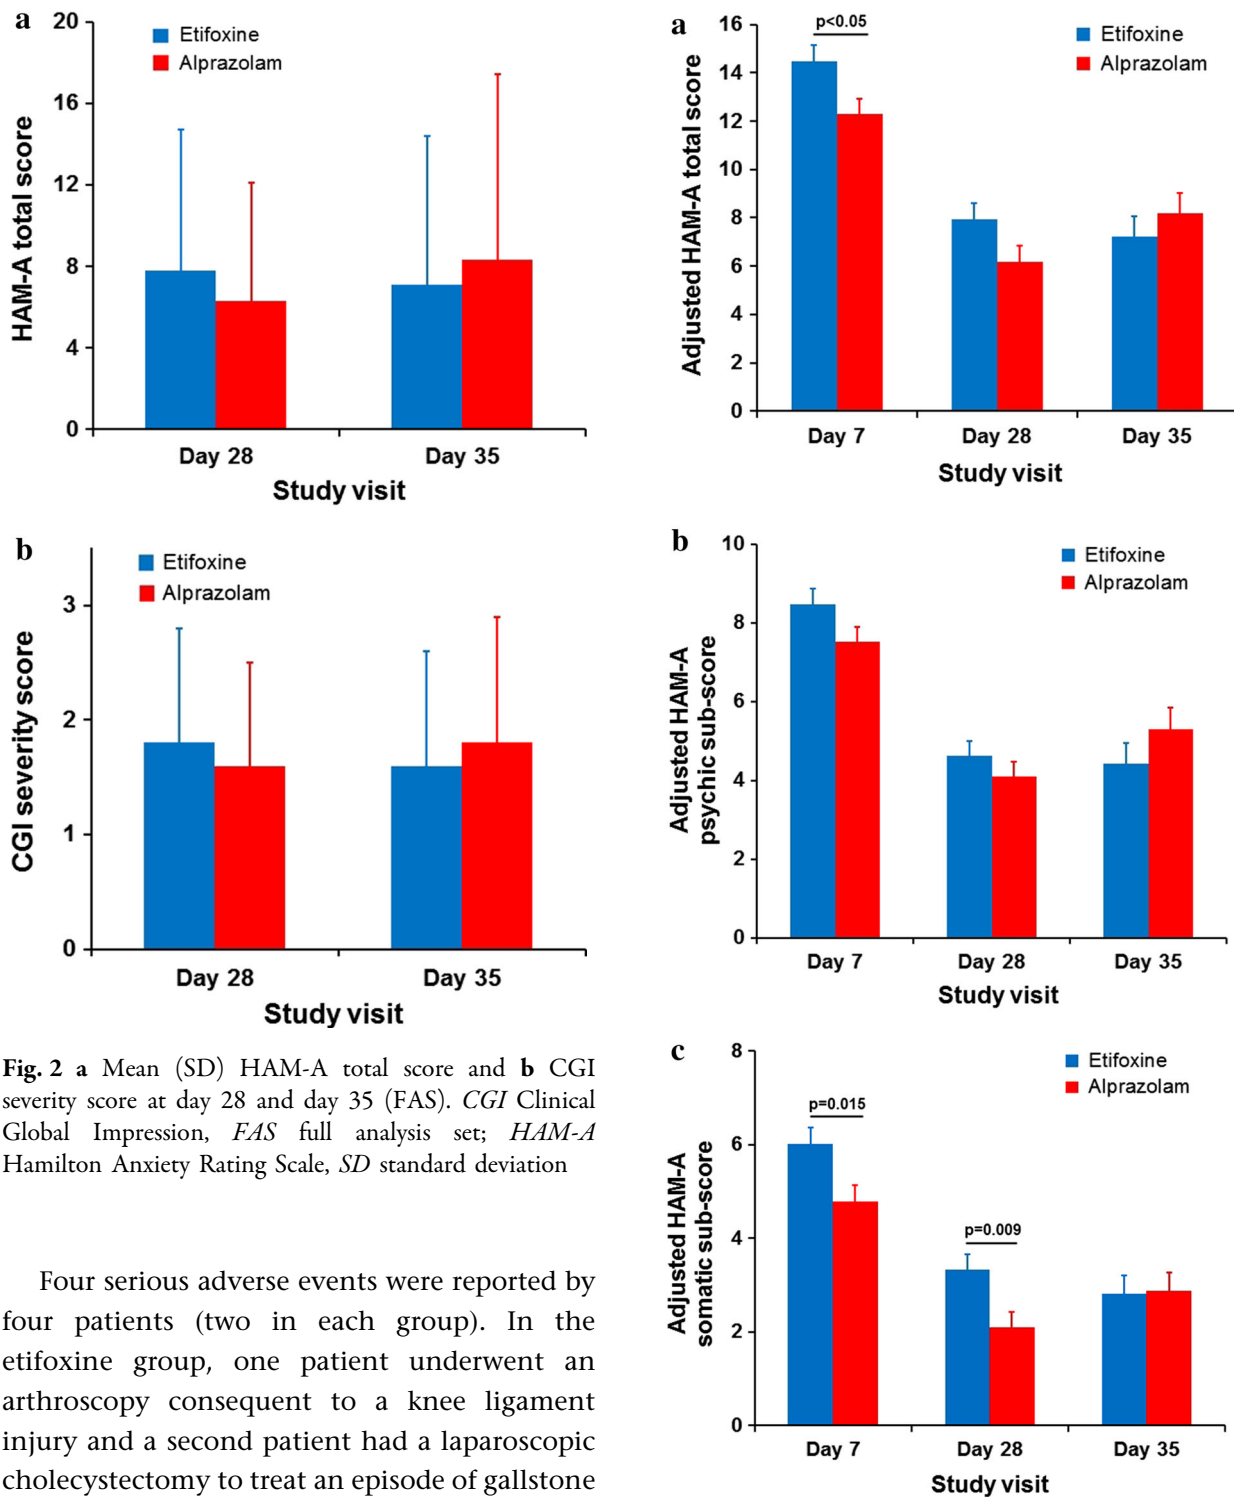 a
20
16
12
8
4
0
HAM-A total score
Etifoxine
Alprazolam
Day 28 Day 35
Study visit
b
3
2
1
0
CGI severity score
Etifoxine
Alprazolam
Day 28 Day 35
Study visit
Fig. 2 a Mean (SD) HAM-A total score and b CGI
severity score at day 28 and day 35 (FAS). CGI Clinical
Global Impression, FAS full analysis set; HAM-A
Hamilton Anxiety Rating Scale, SD standard deviation
Four serious adverse events were reported by
four patients (two in each group). In the
etifoxine group, one patient underwent an
arthroscopy consequent to a knee ligament
injury and a second patient had a laparoscopic
cholecystectomy to treat an episode of gallstone
a
16
14
12
10
8
6
4
2
0
Adjusted HAM-A total score
p<0.05
Etifoxine
Alprazolam
Day 7 Day 28 Day 35
Study visit
b
10
8
6
4
2
0
Adjusted HAM-A
psychic sub-score
Etifoxine
Alprazolam
Day 7 Day 28 Day 35
Study visit
c
8
6
4
2
0
Adjusted HAM-A
somatic sub-score
Etifoxine
Alprazolam
p=0.015
p=0.009
Day 7 Day 28 Day 35
Study visit